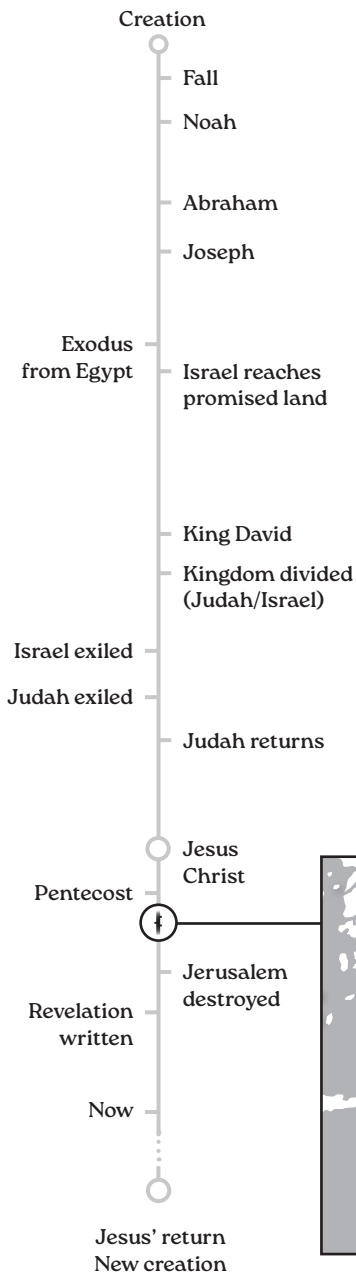 Creation
Fall
Noah
Abraham
Joseph
Exodus
from Egypt
Israel reaches
promised land
King David
Kingdom divided
(Judah/Israel)
Israel exiled
Judah exiled
Judah returns
Jesus
Christ
Pentecost
Jerusalem
destroyed
Revelation
written
Now
Jesus’ return
New creation